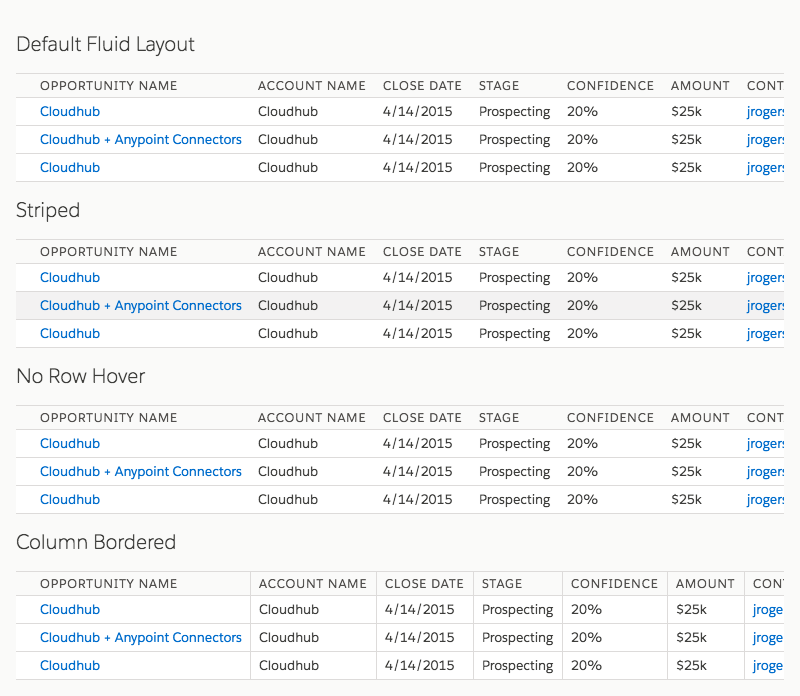 Default Fluid Layout
OPPORTUNITY NAME ACCOUNT NAME CLOSE DATE STAGE CONFIDENCE AMOUNT CONT
Cloudhub Cloudhub 4/14/2015 Prospecting 20% $25k jrogers
Cloudhub + Anypoint Connectors Cloudhub 4/14/2015 Prospecting 20% $25k jrogers
Cloudhub Cloudhub 4/14/2015 Prospecting 20% $25k jrogers
Striped
OPPORTUNITY NAME ACCOUNT NAME CLOSE DATE STAGE CONFIDENCE AMOUNT CONT
Cloudhub Cloudhub 4/14/2015 Prospecting 20% $25k jrogers
Cloudhub + Anypoint Connectors Cloudhub 4/14/2015 Prospecting 20% $25k jrogers
Cloudhub Cloudhub 4/14/2015 Prospecting 20% $25k jrogers
No Row Hover
OPPORTUNITY NAME ACCOUNT NAME CLOSE DATE STAGE CONFIDENCE AMOUNT CONT
Cloudhub Cloudhub 4/14/2015 Prospecting 20% $25k jrogers
Cloudhub + Anypoint Connectors Cloudhub 4/14/2015 Prospecting 20% $25k jrogers
Cloudhub Cloudhub 4/14/2015 Prospecting 20% $25k jrogers
Column Bordered
OPPORTUNITY NAME ACCOUNT NAME CLOSE DATE STAGE CONFIDENCE AMOUNT CON
Cloudhub Cloudhub 4/14/2015 Prospecting 20% $25k jroge
Cloudhub + Anypoint Connectors Cloudhub 4/14/2015 Prospecting 20% $25k jroge
Cloudhub Cloudhub 4/14/2015 Prospecting 20% $25k jroge